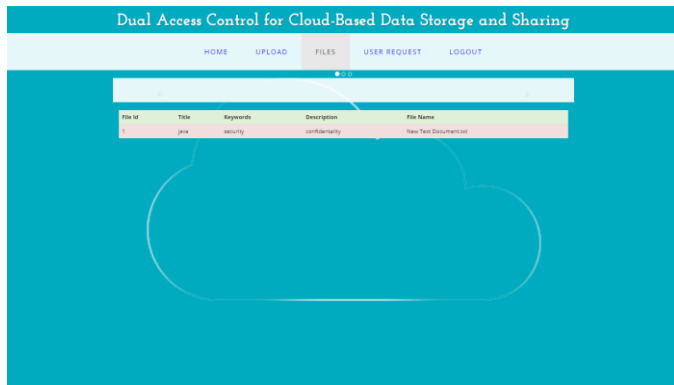 Dual Access Control for Cloud-Based Data Storage and Sharing
HOME UPLOAD FILES USER REQUEST LOGOUT
File Id Title Keywords Description File Name
1 java security confidentiality New Text Document.txt